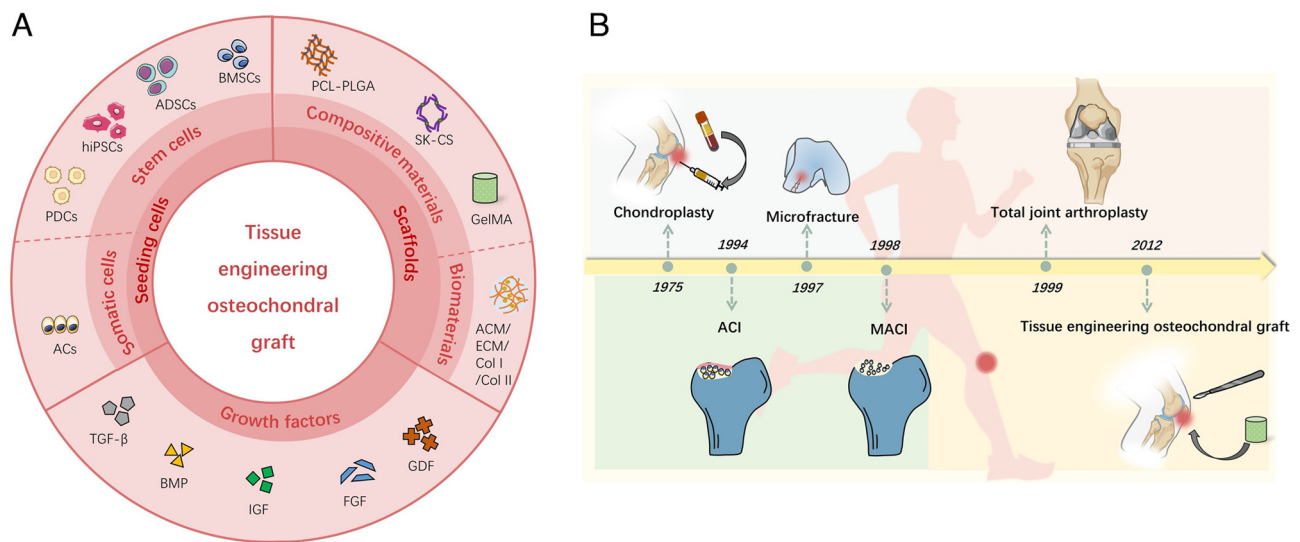 A
BMSCs
ADSCs
hiPSCs
PDCs
ACs
PCL-PLGA
SK-CS
GelMA
ACM/
ECM/
Col I
/Col II
Stem cells
Somatic cells
Seeding cells
Compositive materials
Biomaterials
Scaffolds
Growth factors
TGF-β
BMP
IGF
FGF
GDF
Tissue
engineering
osteochondral
graft
B
Chondroplasty
Microfracture
Total joint arthroplasty
1994
1998
2012
1975
1997
1999
ACI
MACI
Tissue engineering osteochondral graft